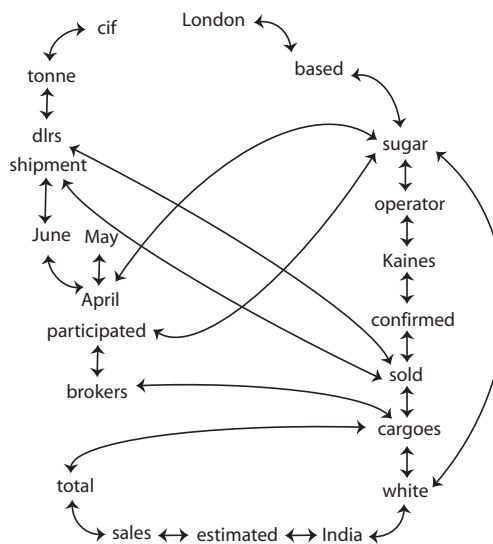 London
cif
based
tonne
dlrs
sugar
shipment
operator
June
May
Kaines
April
confirmed
participated
sold
brokers
cargoes
total
white
sales
estimated
India